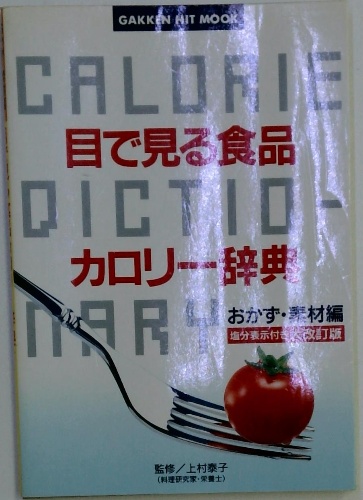 GAKKEN HIT MOOK
CALORIE
目で見る食品
DICTIO-
カロリー辞典
NARY
おかず・素材編
塩分表示付き 改訂版
監修/上村泰子
(料理研究家・栄養士)